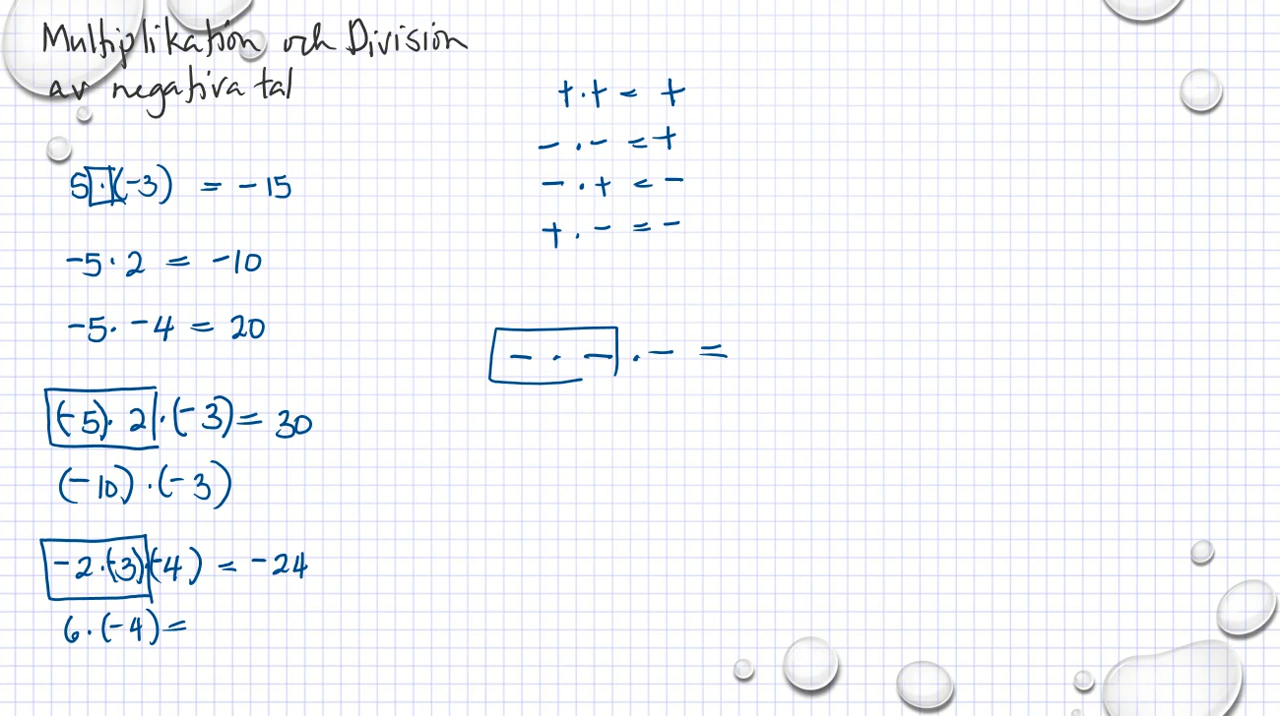 Multiplikation och Division
av negativa tal
5 · (-3) = -15
-5 · 2 = -10
-5 · -4 = 20
(-5) · 2 · (-3) = 30
(-10) · (-3)
-2 · (-3) · (-4) = -24
6 · (-4) =
+ · + = +
- · - = +
- · + = -
+ · - = -
- · - · - =